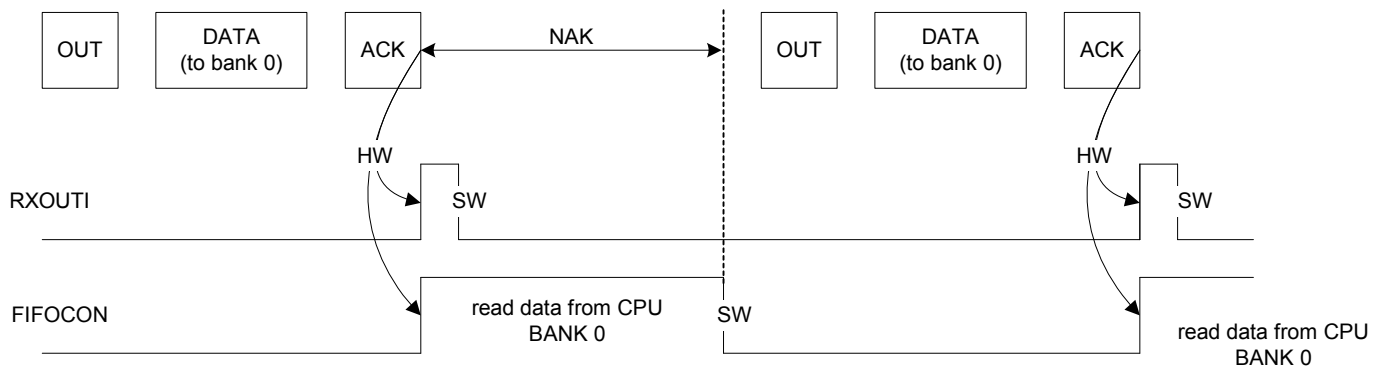 OUT
DATA
(to bank 0)
ACK
NAK
OUT
DATA
(to bank 0)
ACK
HW
HW
RXOUTI
SW
SW
FIFOCON
read data from CPU
BANK 0
SW
read data from CPU
BANK 0